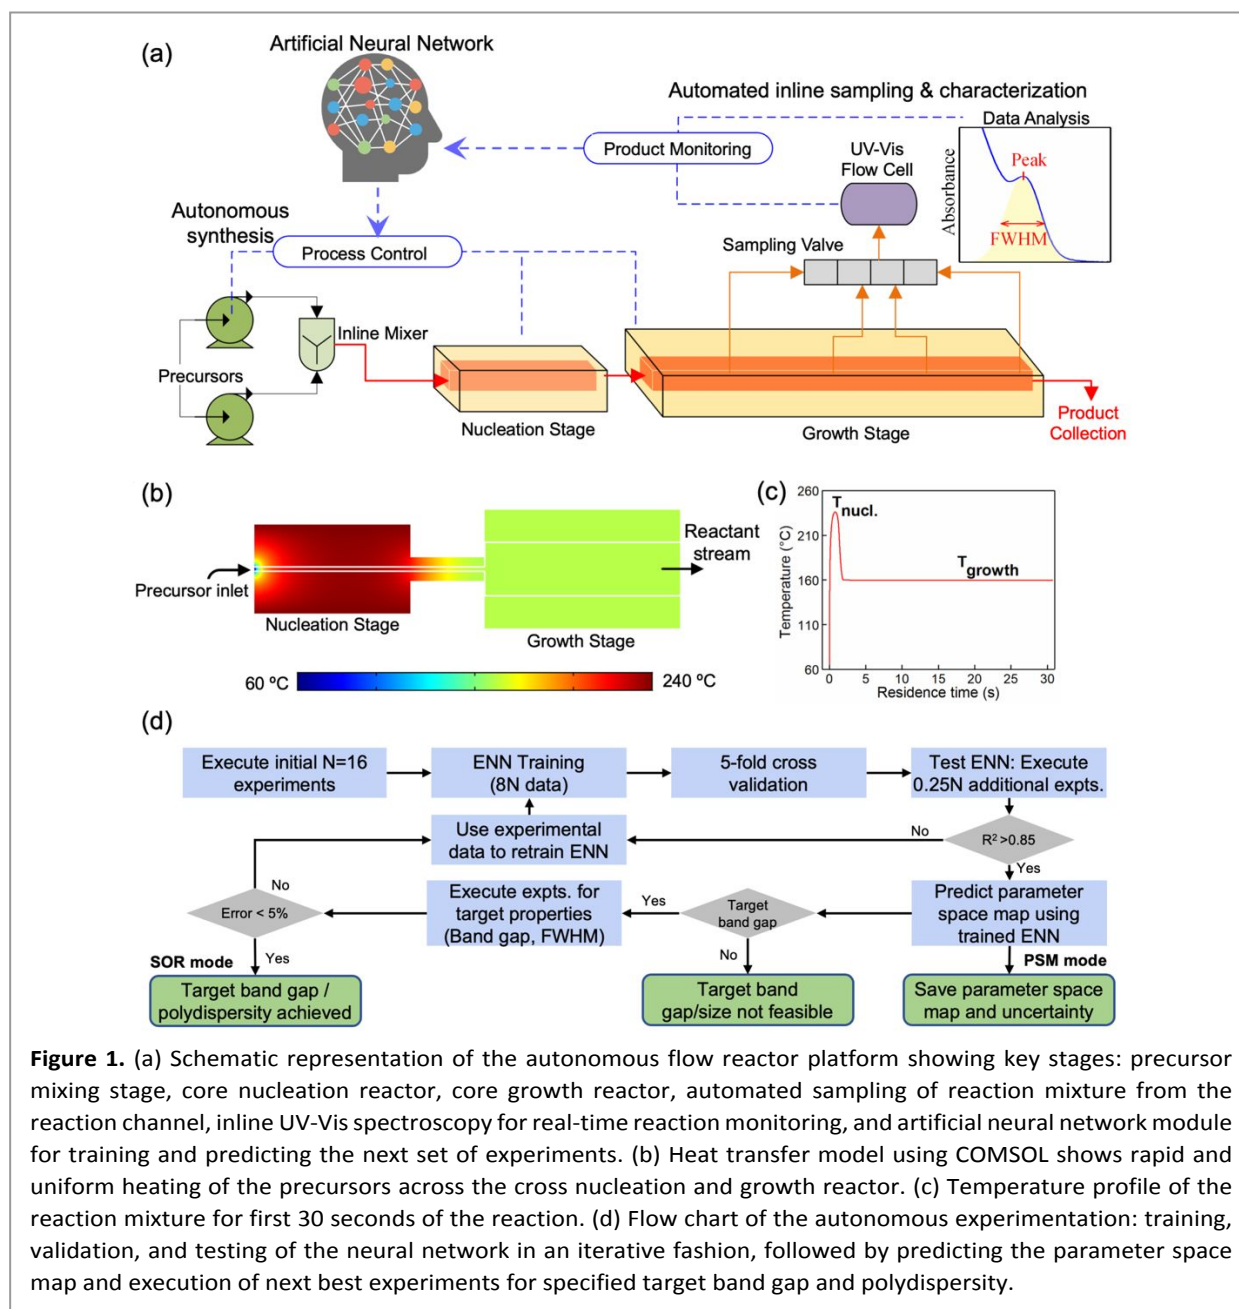 (a)
Artificial Neural Network
Automated inline sampling & characterization
Data Analysis
Product Monitoring
UV-Vis
Flow Cell
Peak
FWHM
Absorbance
Autonomous
synthesis
Process Control
Sampling Valve
Inline Mixer
Precursors
Nucleation Stage
Growth Stage
Product
Collection
(b)
Precursor inlet
Nucleation Stage
Reactant
stream
Growth Stage
60 ºC
240 ºC
(c)
Temperature (°C)
260
210
160
110
60
T nucl.
T growth
0 5 10 15 20 25 30
Residence time (s)
(d)
Execute initial N=16
experiments
ENN Training
(8N data)
5-fold cross
validation
Test ENN: Execute
0.25N additional expts.
Use experimental
data to retrain ENN
No
R² >0.85
Yes
No
Error < 5%
Execute expts. for
target properties
(Band gap, FWHM)
Yes
Target
band gap
Predict parameter
space map using
trained ENN
SOR mode
Yes
No
PSM mode
Target band gap /
polydispersity achieved
Target band
gap/size not feasible
Save parameter space
map and uncertainty
Figure 1. (a) Schematic representation of the autonomous flow reactor platform showing key stages: precursor
mixing stage, core nucleation reactor, core growth reactor, automated sampling of reaction mixture from the
reaction channel, inline UV-Vis spectroscopy for real-time reaction monitoring, and artificial neural network module
for training and predicting the next set of experiments. (b) Heat transfer model using COMSOL shows rapid and
uniform heating of the precursors across the cross nucleation and growth reactor. (c) Temperature profile of the
reaction mixture for first 30 seconds of the reaction. (d) Flow chart of the autonomous experimentation: training,
validation, and testing of the neural network in an iterative fashion, followed by predicting the parameter space
map and execution of next best experiments for specified target band gap and polydispersity.